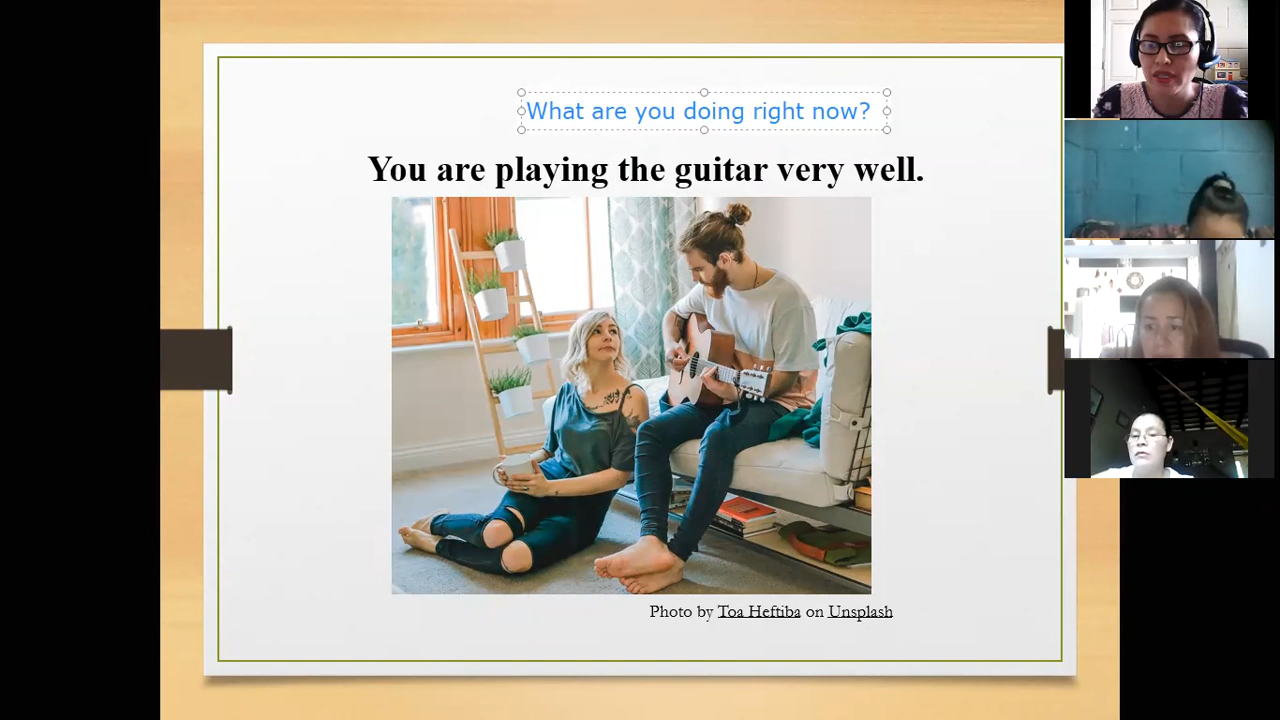 What are you doing right now?
You are playing the guitar very well.
Photo by Toa Heftiba on Unsplash